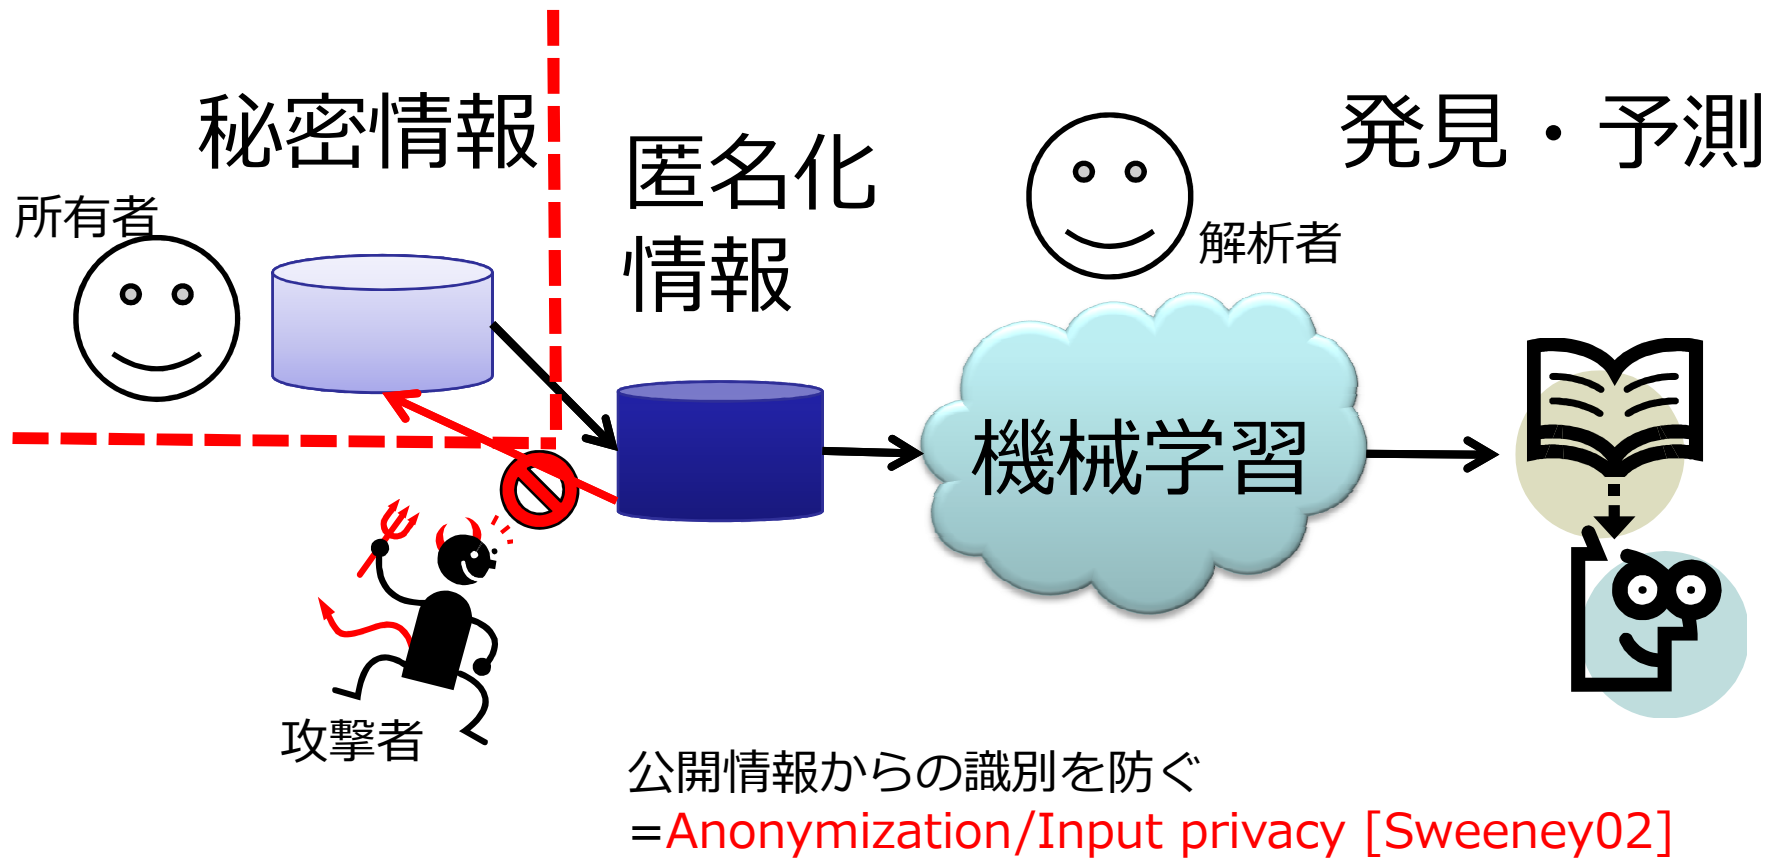 秘密情報
所有者
匿名化
情報
解析者
発見・予測
機械学習
攻撃者
公開情報からの識別を防ぐ
=Anonymization/Input privacy [Sweeney02]